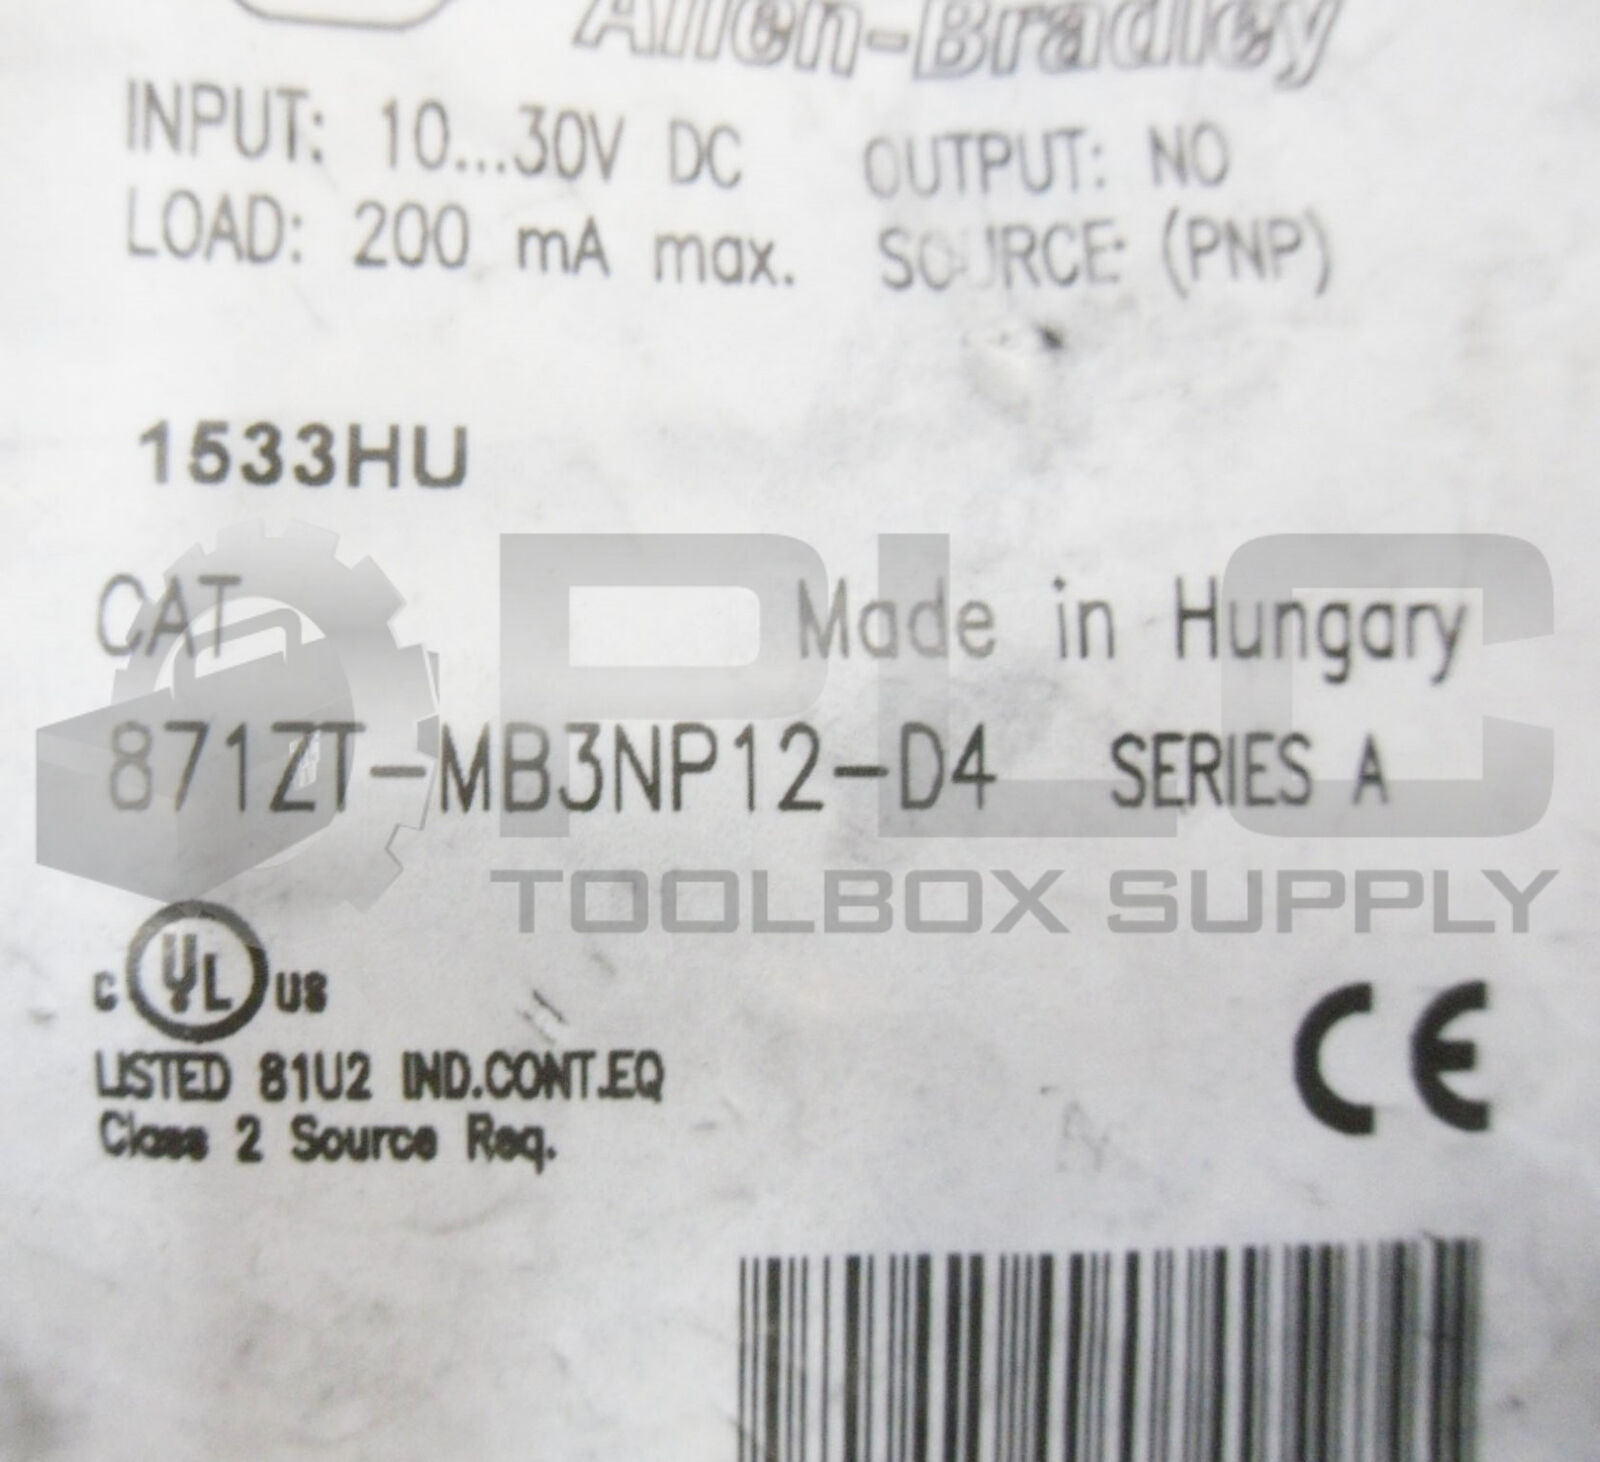 Allen-Bradley
INPUT: 10...30V DC OUTPUT: NO
LOAD: 200 mA max. SOURCE: (PNP)
1533HU
CAT Made in Hungary
871ZT-MB3NP12-D4 SERIES A
PLC
TOOLBOX SUPPLY
C UL US
LISTED 81U2 IND.CONT.EQ
Class 2 Source Req.
CE